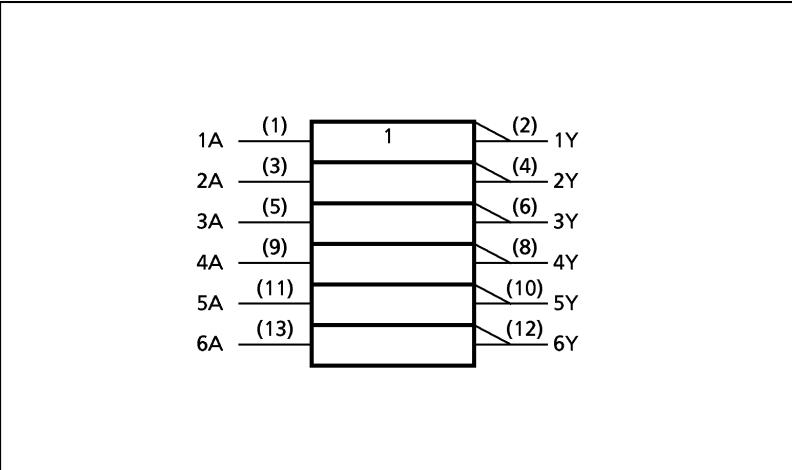 (1) 1 (2)
1A 1Y
(3) (4)
2A 2Y
(5) (6)
3A 3Y
(9) (8)
4A 4Y
(11) (10)
5A 5Y
(13) (12)
6A 6Y